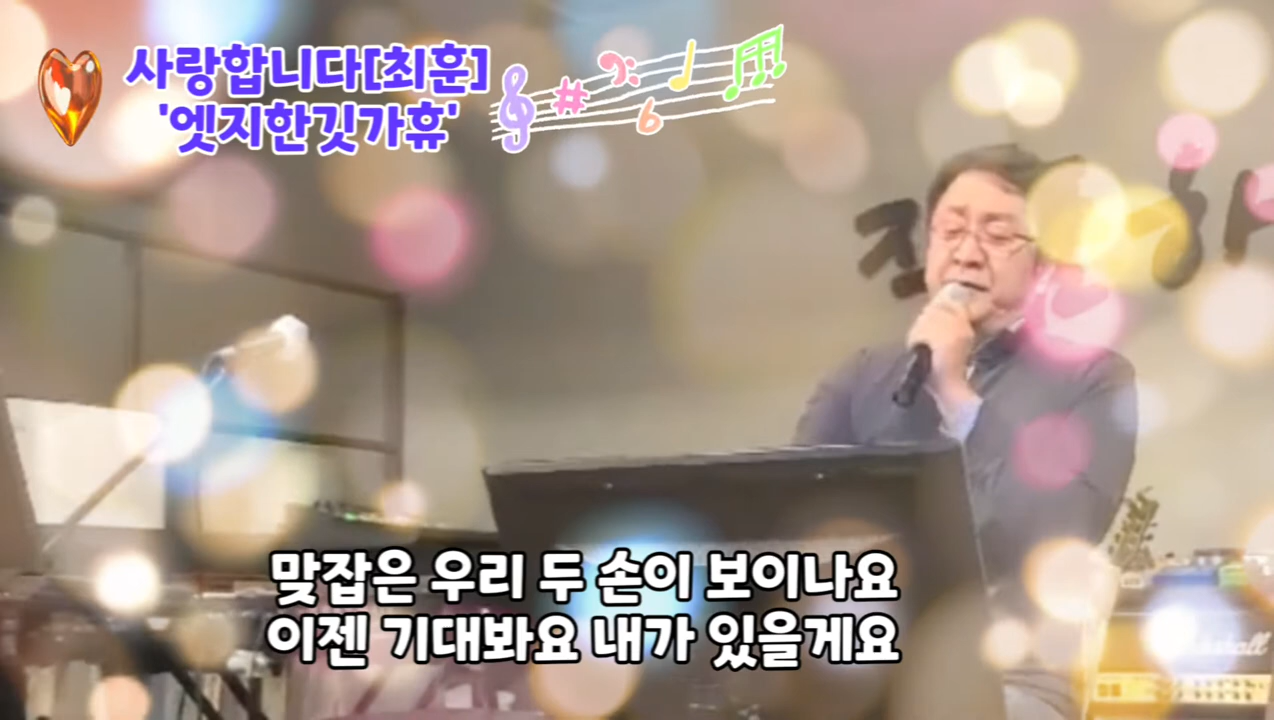 사랑합니다[최훈]
'엣지한깃가휴'
맞잡은 우리 두 손이 보이나요
이젠 기대봐요 내가 있을게요
Marshall